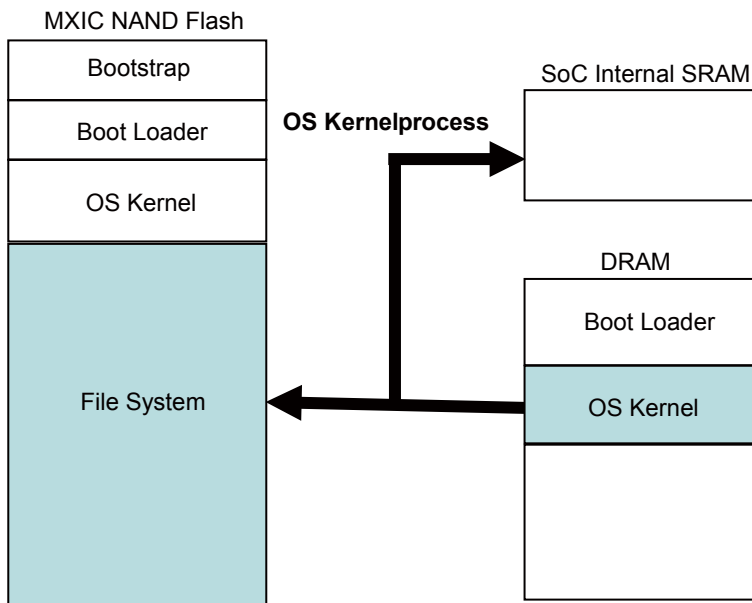 MXIC NAND Flash
Bootstrap
Boot Loader
OS Kernel
File System
OS Kernelprocess
SoC Internal SRAM
DRAM
Boot Loader
OS Kernel